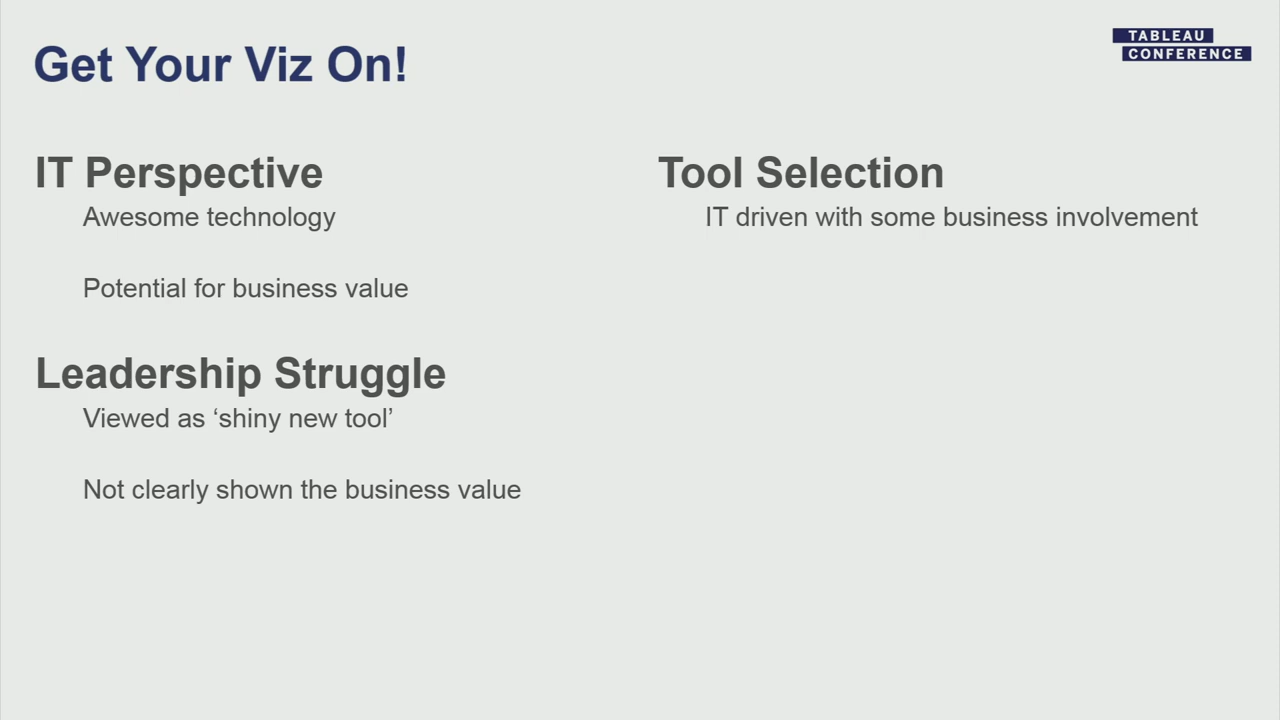 Get Your Viz On!
TABLEAU
CONFERENCE
IT Perspective
Awesome technology
Potential for business value
Leadership Struggle
Viewed as ‘shiny new tool’
Not clearly shown the business value
Tool Selection
IT driven with some business involvement